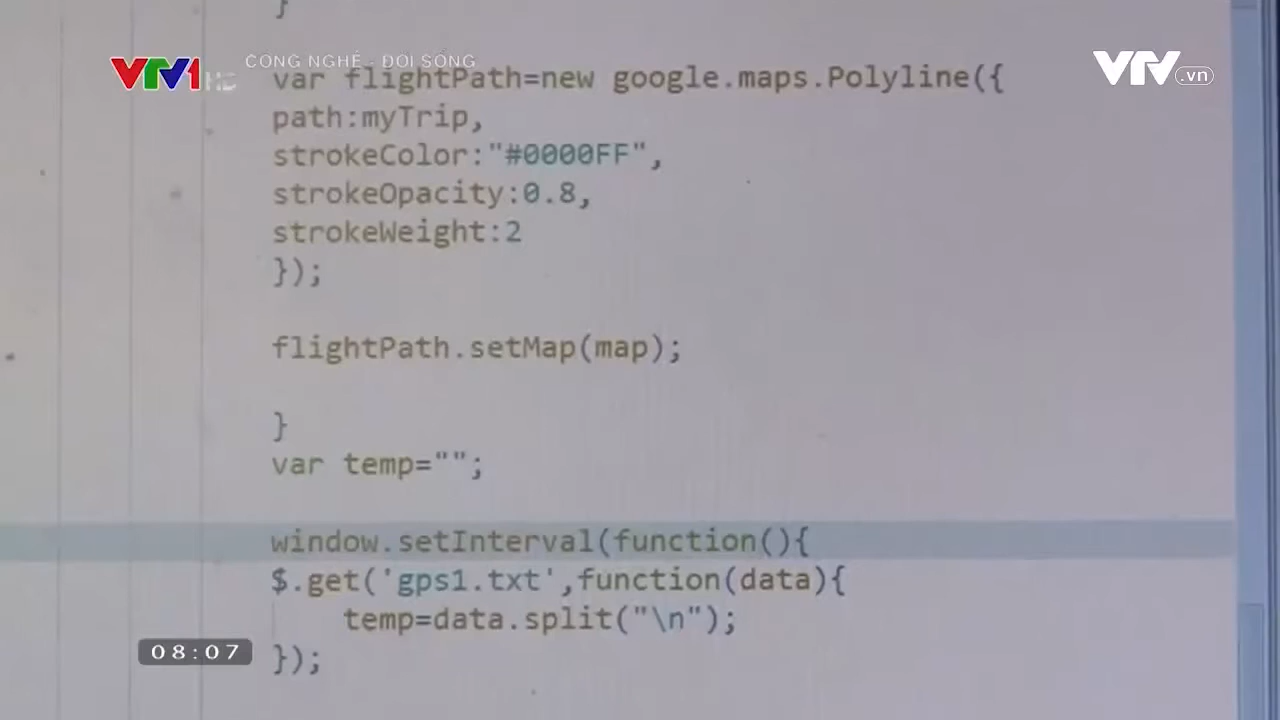 }
CÔNG NGHỆ - ĐỜI SỐNG
VTV1 HD
VTV.vn
var flightPath=new google.maps.Polyline({
path:myTrip,
strokeColor:"#0000FF",
strokeOpacity:0.8,
strokeWeight:2
});
flightPath.setMap(map);
}
var temp="";
window.setInterval(function(){
$.get('gps1.txt',function(data){
temp=data.split("\n");
});
08:07